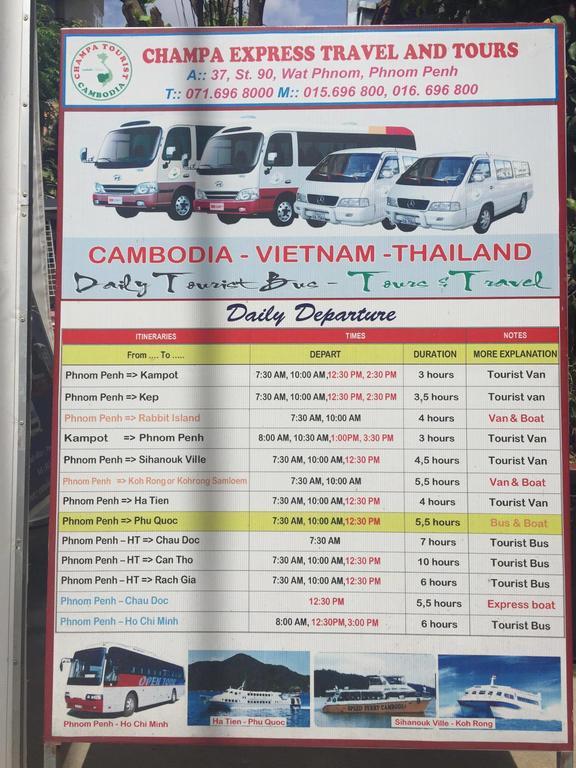 CHAMPA TOURIST
CAMBODIA
CHAMPA EXPRESS TRAVEL AND TOURS
A:: 37, St. 90, Wat Phnom, Phnom Penh
T:: 071.696 8000 M:: 015.696 800, 016. 696 800
CAMBODIA - VIETNAM -THAILAND
Daily Tourist Bus - Tours & Travel
Daily Departure
ITINERARIES TIMES NOTES
From .... To ..... DEPART DURATION MORE EXPLANATION
Phnom Penh => Kampot 7:30 AM, 10:00 AM,12:30 PM, 2:30 PM 3 hours Tourist Van
Phnom Penh => Kep 7:30 AM, 10:00 AM,12:30 PM, 2:30 PM 3,5 hours Tourist van
Phnom Penh => Rabbit Island 7:30 AM, 10:00 AM 4 hours Van & Boat
Kampot => Phnom Penh 8:00 AM, 10:30 AM,1:00PM, 3:30 PM 3 hours Tourist Van
Phnom Penh => Sihanouk Ville 7:30 AM, 10:00 AM,12:30 PM 4,5 hours Tourist Van
Phnom Penh => Koh Rong or Kohrong Samloem 7:30 AM, 10:00 AM 5,5 hours Van & Boat
Phnom Penh => Ha Tien 7:30 AM, 10:00 AM,12:30 PM 4 hours Tourist Van
Phnom Penh => Phu Quoc 7:30 AM, 10:00 AM,12:30 PM 5,5 hours Bus & Boat
Phnom Penh – HT => Chau Doc 7:30 AM 7 hours Tourist Bus
Phnom Penh – HT => Can Tho 7:30 AM, 10:00 AM,12:30 PM 10 hours Tourist Bus
Phnom Penh – HT => Rach Gia 7:30 AM, 10:00 AM,12:30 PM 6 hours Tourist Bus
Phnom Penh – Chau Doc 12:30 PM 5,5 hours Express boat
Phnom Penh – Ho Chi Minh 8:00 AM, 12:30PM,3:00 PM 6 hours Tourist Bus
OPEN TOURS
SPEED FERRY CAMBODIA
Phnom Penh - Ho Chi Minh Ha Tien - Phu Quoc Sihanouk Ville - Koh Rong